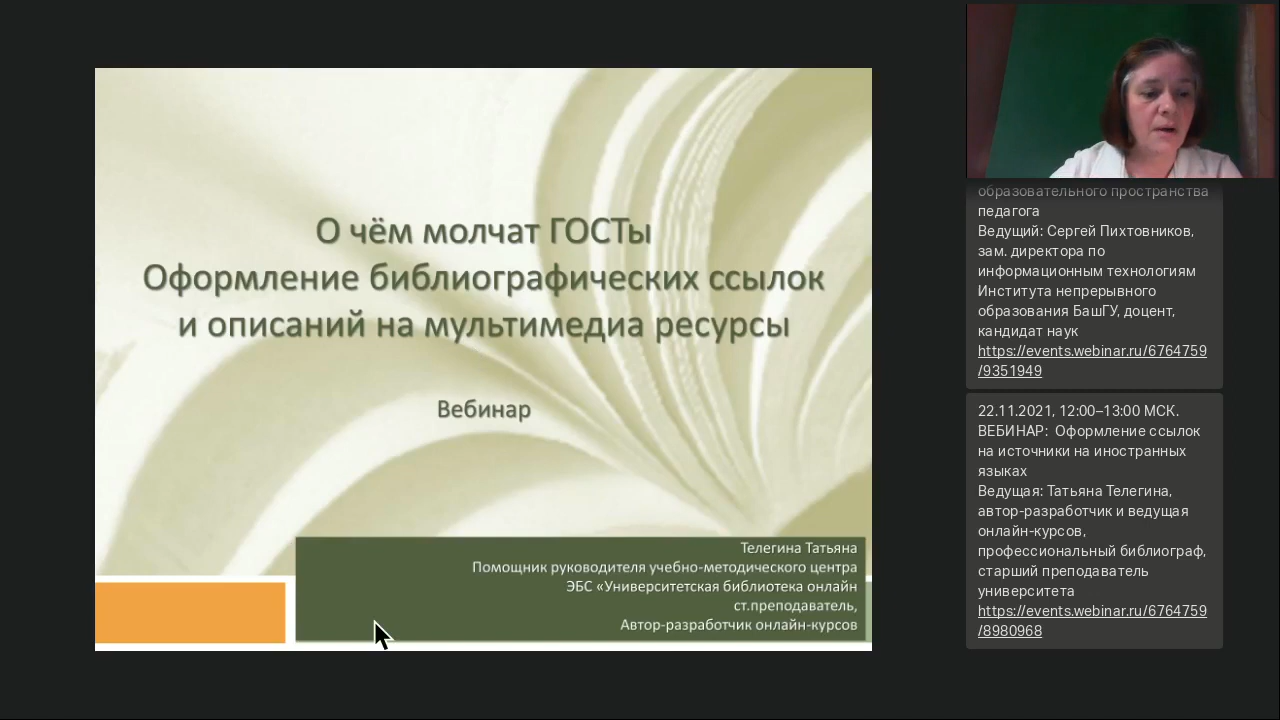 О чём молчат ГОСТы
Оформление библиографических ссылок
и описаний на мультимедиа ресурсы
Вебинар
Телегина Татьяна
Помощник руководителя учебно-методического центра
ЭБС «Университетская библиотека онлайн
ст.преподаватель,
Автор-разработчик онлайн-курсов
образовательного пространства
педагога
Ведущий: Сергей Пихтовников,
зам. директора по
информационным технологиям
Института непрерывного
образования БашГУ, доцент,
кандидат наук
https://events.webinar.ru/6764759
/9351949
22.11.2021, 12:00–13:00 МСК.
ВЕБИНАР:  Оформление ссылок
на источники на иностранных
языках
Ведущая: Татьяна Телегина,
автор-разработчик и ведущая
онлайн-курсов,
профессиональный библиограф,
старший преподаватель
университета
https://events.webinar.ru/6764759
/8980968